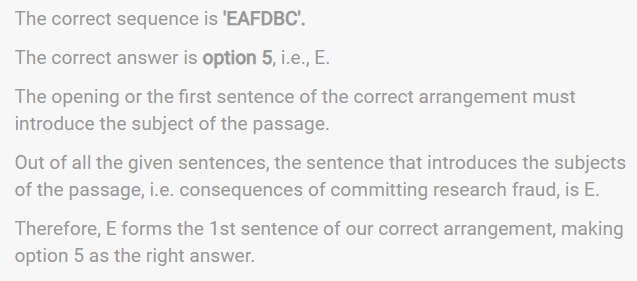 The correct sequence is 'EAFDBC'.
The correct answer is option 5, i.e., E.
The opening or the first sentence of the correct arrangement must
introduce the subject of the passage.
Out of all the given sentences, the sentence that introduces the subjects
of the passage, i.e. consequences of committing research fraud, is E.
Therefore, E forms the 1st sentence of our correct arrangement, making
option 5 as the right answer.